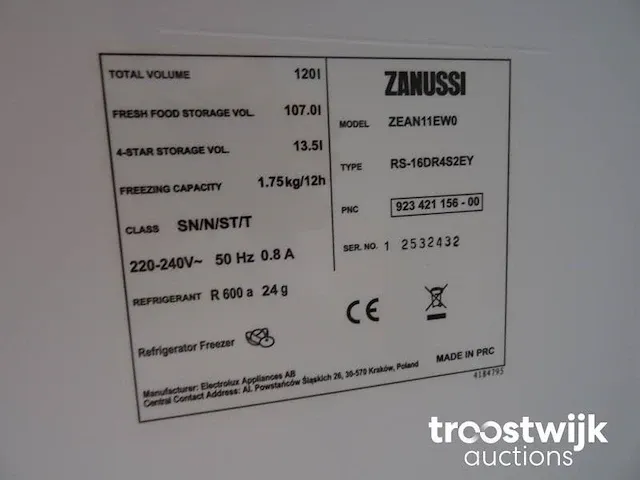 TOTAL VOLUME 120l
FRESH FOOD STORAGE VOL. 107.0l
4-STAR STORAGE VOL. 13.5l
FREEZING CAPACITY 1.75kg/12h
CLASS SN/N/ST/T
220-240V~ 50 Hz 0.8 A
REFRIGERANT R 600 a 24 g
Refrigerator Freezer
ZANUSSI
MODEL ZEAN11EW0
TYPE RS-16DR4S2EY
PNC 923 421 156 - 00
SER. NO. 1 2532432
CE
MADE IN PRC
Manufacturer: Electrolux Appliances AB
Central Contact Address: Al. Powstańców Śląskich 26, 30-570 Kraków, Poland
4184795
troostwijk
auctions